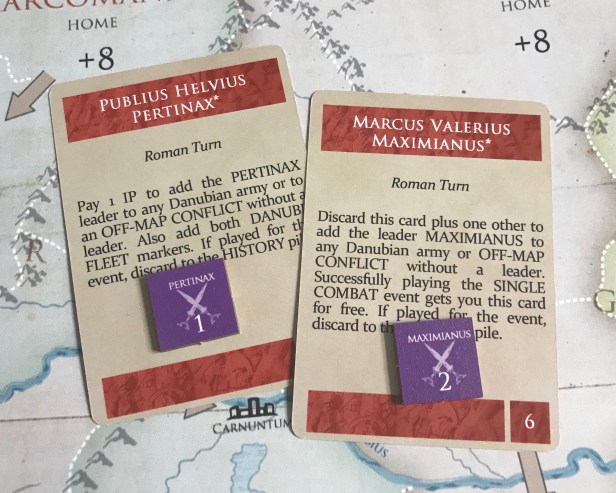 ARCOMA
HOME
+8
HOME
+8
PUBLIUS HELVIUS
PERTINAX*
Roman Turn
Pay 1 IP to add the PERTINAX
leader to any Danubian army or to
an OFF-MAP CONFLICT without a
leader. Also add both DANUB
FLEET markers. If played for th
event, discard to the HISTORY pil
PERTINAX
1
MARCUS VALERIUS
MAXIMIANUS*
Roman Turn
Discard this card plus one other to
add the leader MAXIMIANUS to
any Danubian army or OFF-MAP
CONFLICT without a leader.
Successfully playing the SINGLE
COMBAT event gets you this card
for free. If played for the event,
discard to th pile.
MAXIMIANUS
2
6
R
CARNUNTUM